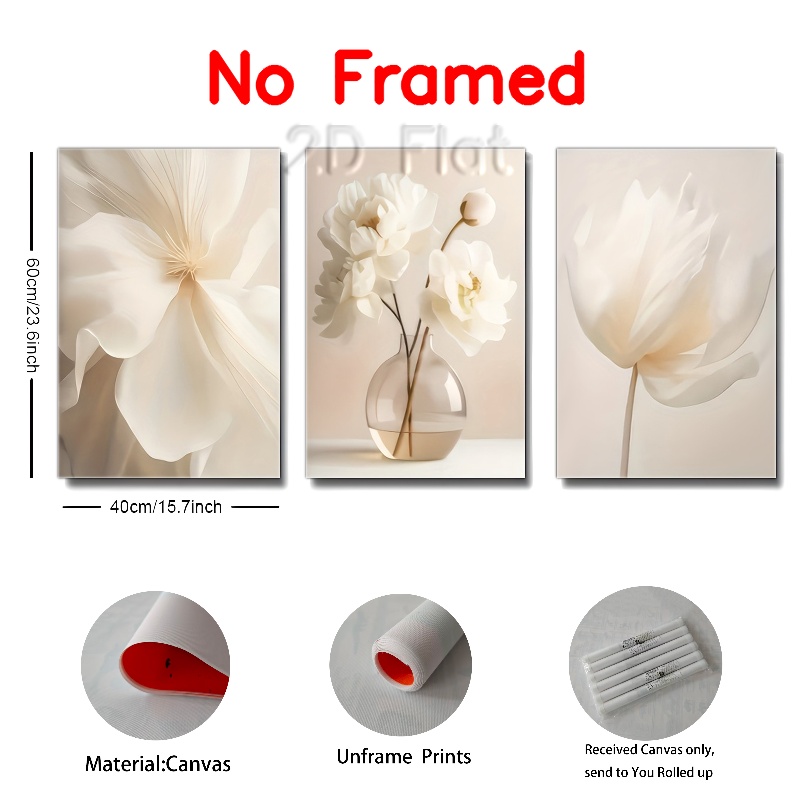 No Framed
2D Flat
60cm/23.6inch
40cm/15.7inch
Material:Canvas
Unframe Prints
Received Canvas only,
send to You Rolled up